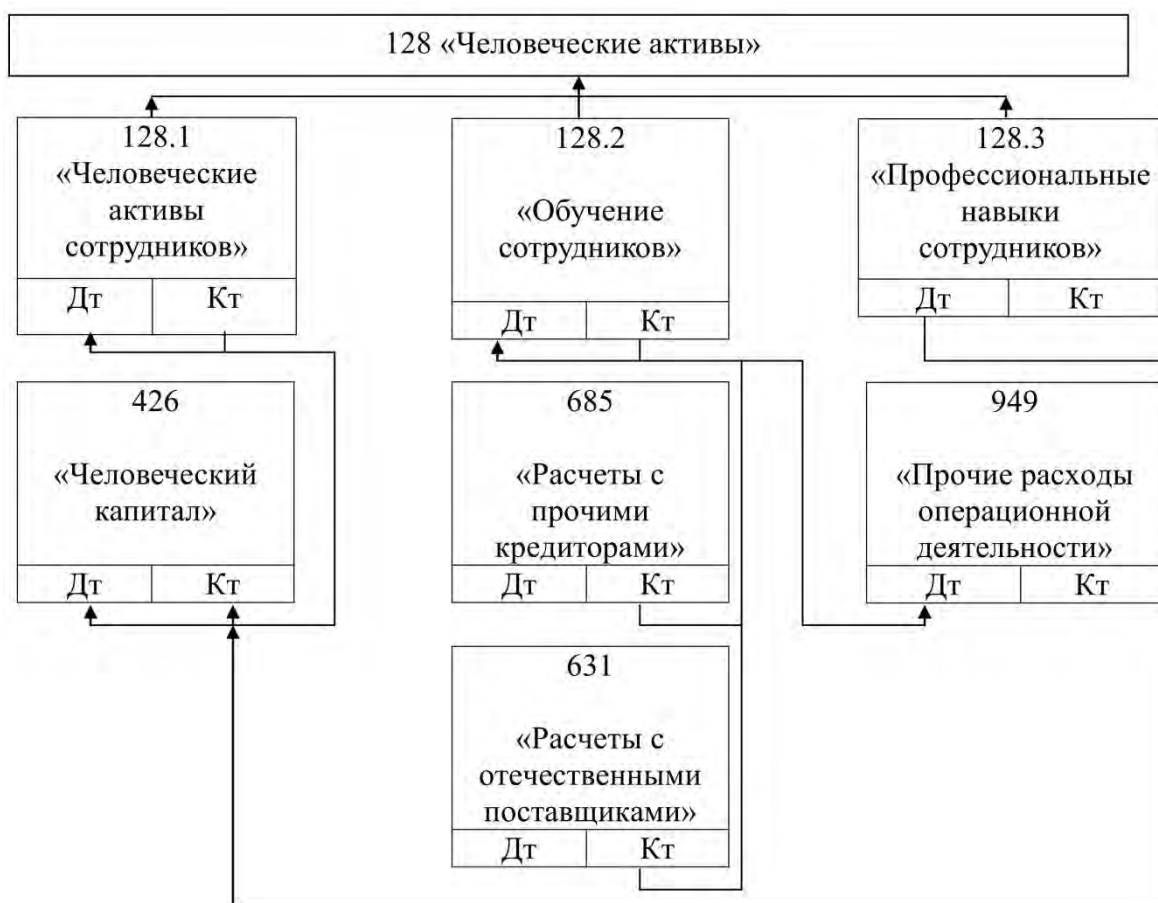 128 «Человеческие активы»
128.1
«Человеческие
активы
сотрудников»
Дт Кт
128.2
«Обучение
сотрудников»
Дт Кт
128.3
«Профессиональные
навыки
сотрудников»
Дт Кт
426
«Человеческий
капитал»
Дт Кт
685
«Расчеты с
прочими
кредиторами»
Дт Кт
949
«Прочие расходы
операционной
деятельности»
Дт Кт
631
«Расчеты с
отечественными
поставщиками»
Дт Кт